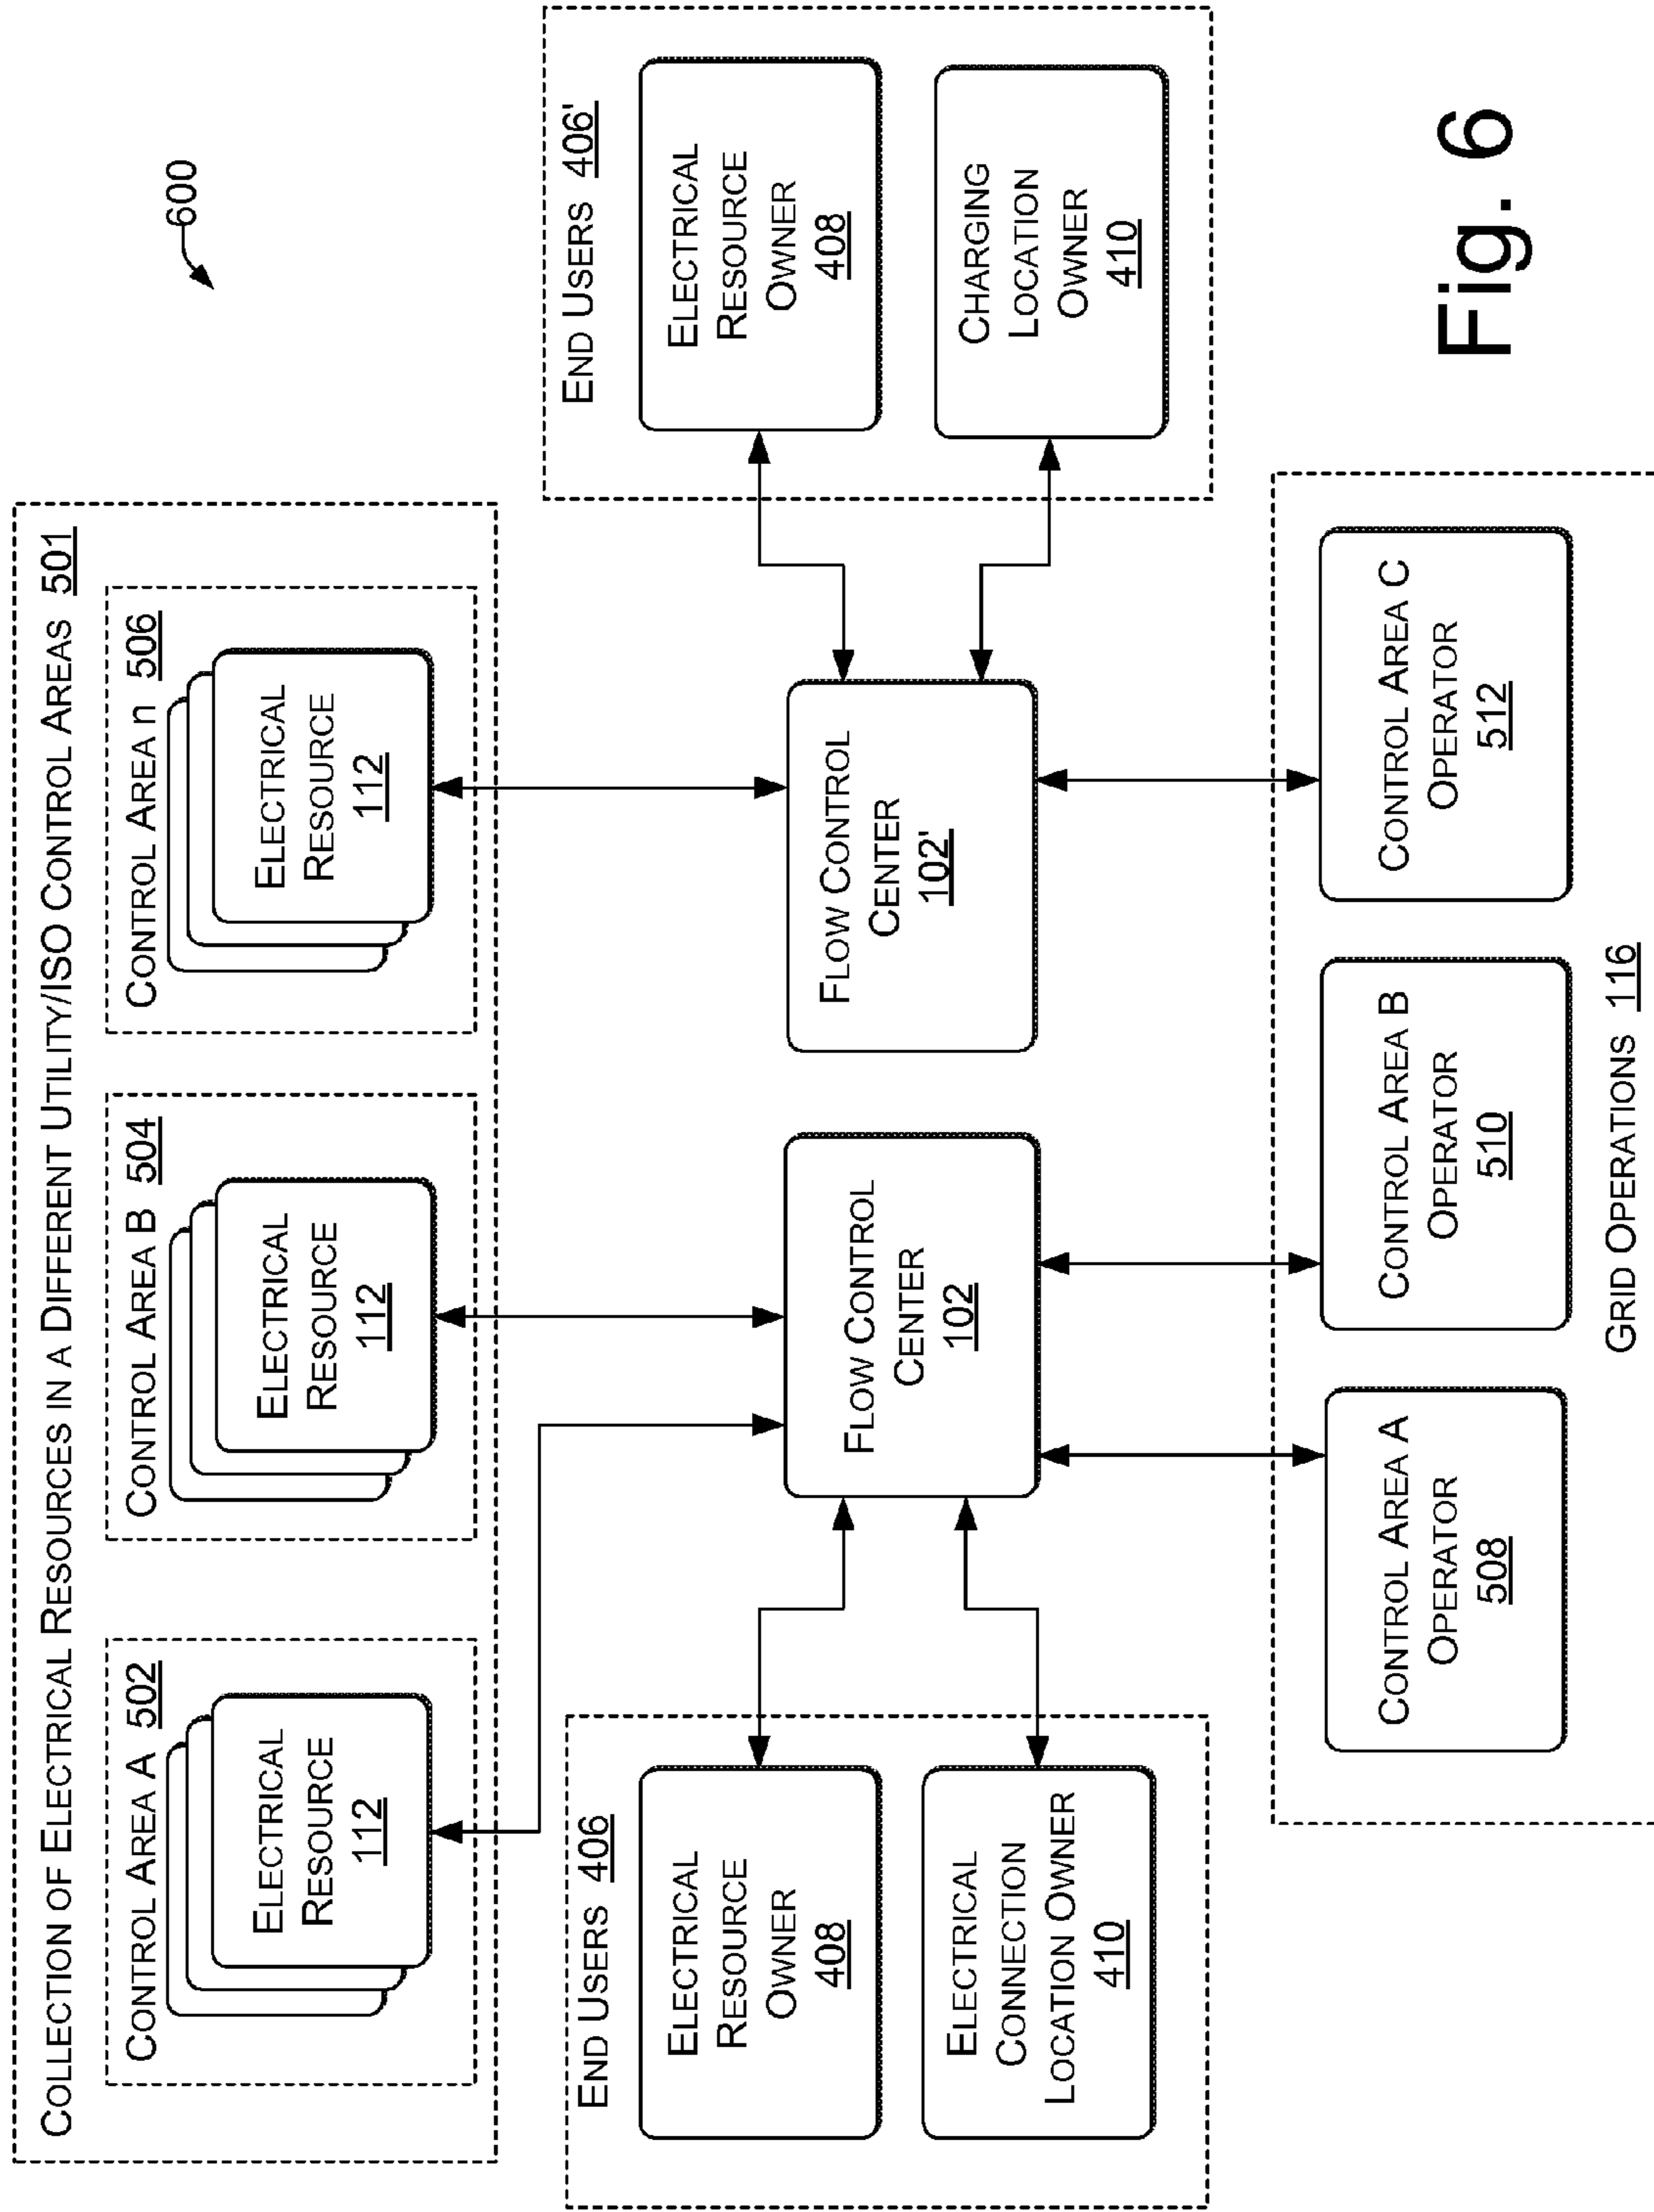 600
COLLECTION OF ELECTRICAL RESOURCES IN A DIFFERENT UTILITY/ISO CONTROL AREAS 501
CONTROL AREA A 502
ELECTRICAL
RESOURCE
112
CONTROL AREA B 504
ELECTRICAL
RESOURCE
112
CONTROL AREA n 506
ELECTRICAL
RESOURCE
112
END USERS 406
ELECTRICAL
RESOURCE
OWNER
408
ELECTRICAL
CONNECTION
LOCATION OWNER
410
FLOW CONTROL
CENTER
102
FLOW CONTROL
CENTER
102'
END USERS 406'
ELECTRICAL
RESOURCE
OWNER
408
CHARGING
LOCATION
OWNER
410
CONTROL AREA A
OPERATOR
508
CONTROL AREA B
OPERATOR
510
CONTROL AREA C
OPERATOR
512
GRID OPERATIONS 116
Fig. 6